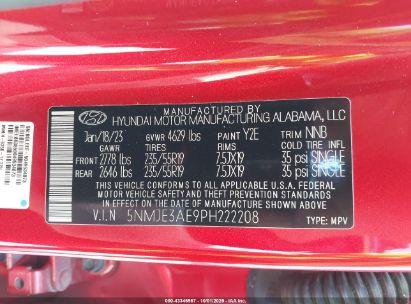 MANUFACTURED BY
HYUNDAI MOTOR MANUFACTURING ALABAMA, LLC
Jan/18/23 GVWR 4629 lbs PAINT Y2E TRIM NNB
GAWR TIRES RIMS COLD TIRE INFL
FRONT 2778 lbs 235/55R19 7.5JX19 35 psi SINGLE
REAR 2646 lbs 235/55R19 7.5JX19 35 psi SINGLE
THIS VEHICLE CONFORMS TO ALL APPLICABLE U.S. FEDERAL
MOTOR VEHICLE SAFETY AND THEFT PREVENTION STANDARDS
IN EFFECT ON THE DATE OF MANUFACTURE SHOWN ABOVE.
V.I.N 5NMJE3AE9PH222208 TYPE: MPV